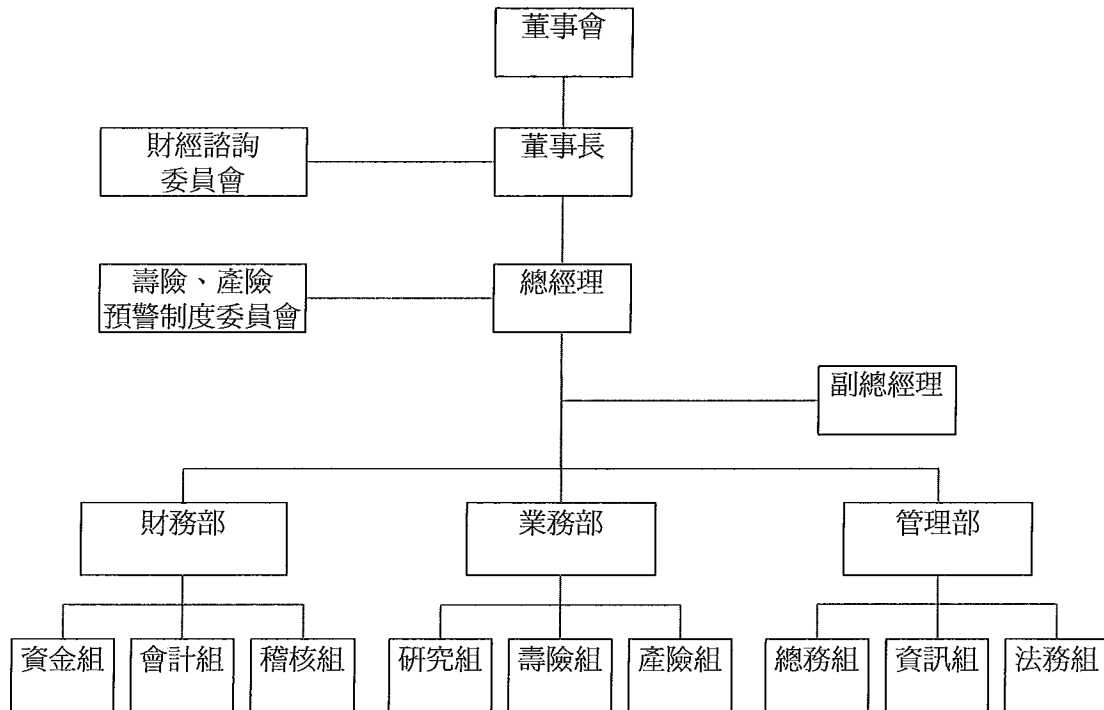 董事會
財經諮詢
委員會
董事長
壽險、產險
預警制度委員會
總經理
副總經理
財務部
業務部
管理部
資金組
會計組
稽核組
研究組
壽險組
產險組
總務組
資訊組
法務組